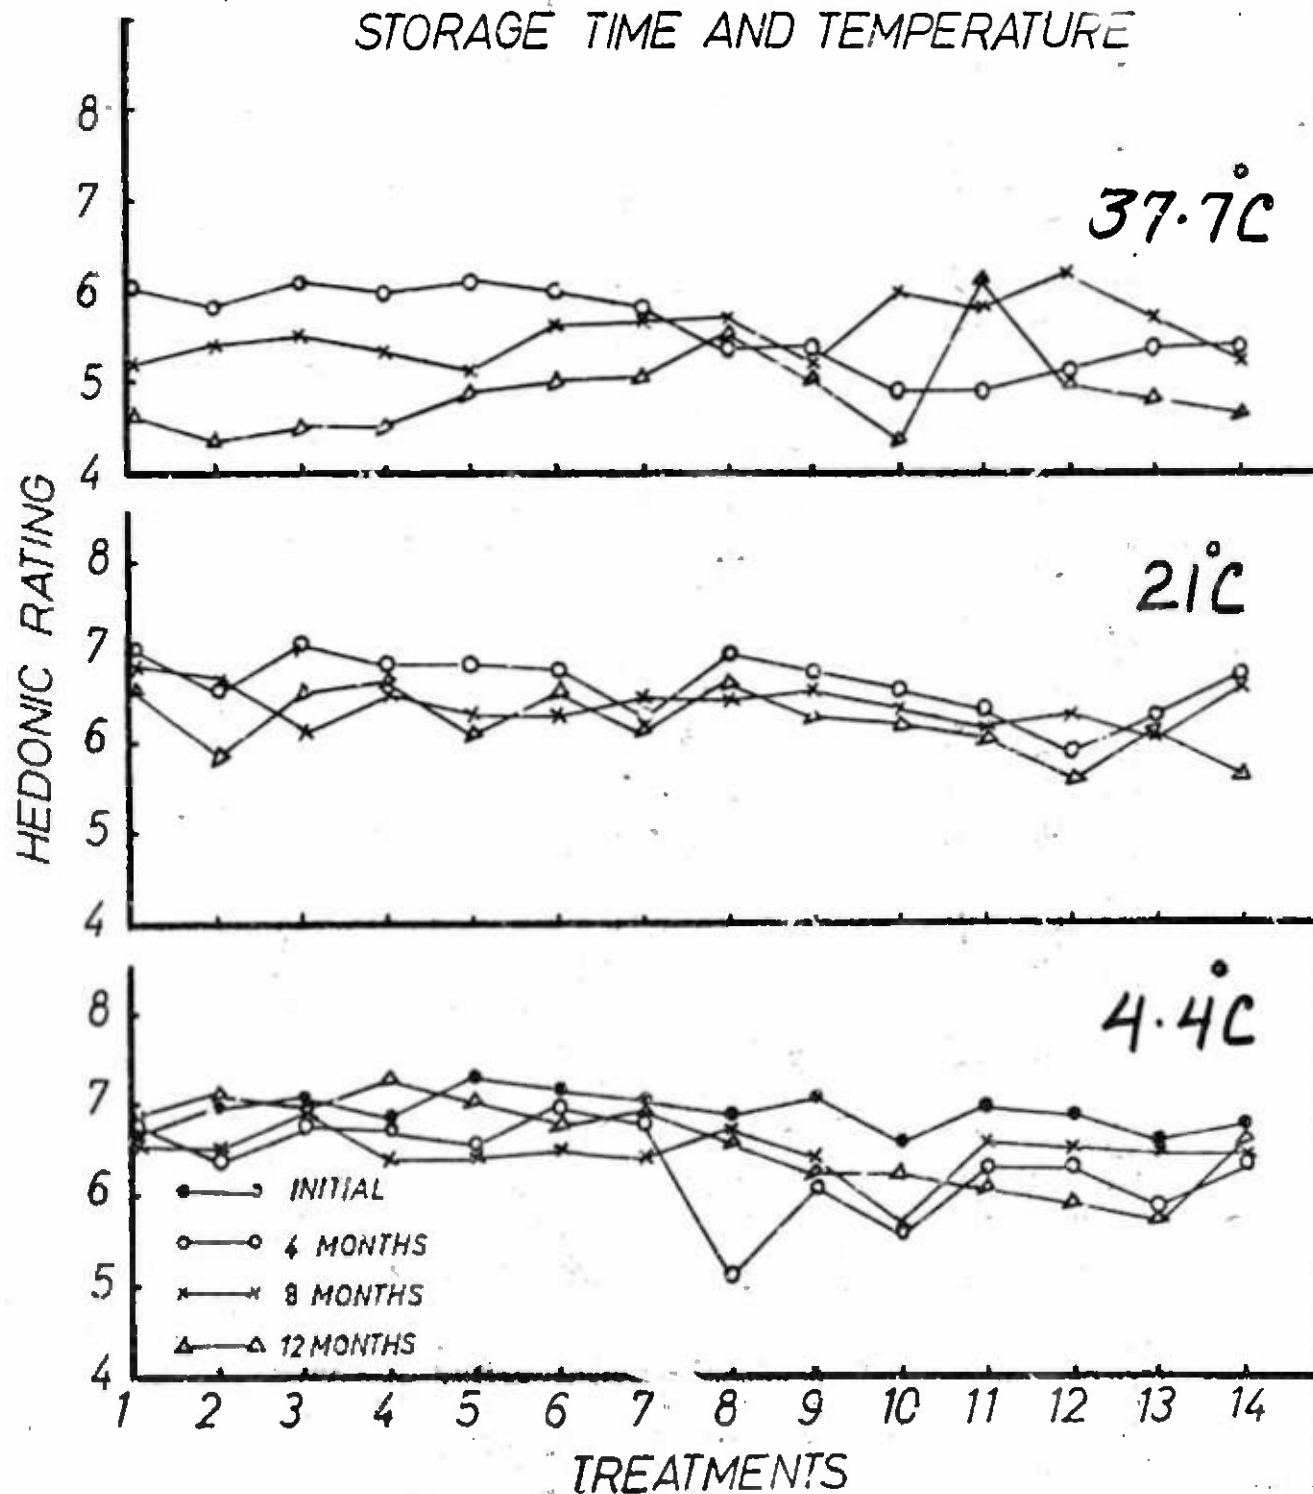 STORAGE TIME AND TEMPERATURE
8
7
37.7°C
6
5
4
HEDONIC RATING
8
21°C
7
6
5
4
8
4.4°C
7
6
INITIAL
4 MONTHS
5
8 MONTHS
12 MONTHS
4
1 2 3 4 5 6 7 8 9 10 11 12 13 14
TREATMENTS